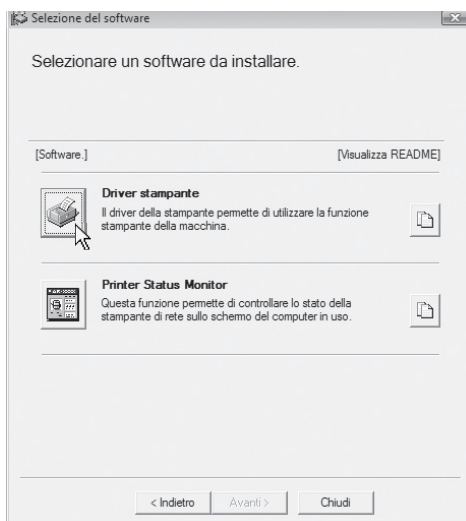 Selezione del software
Selezionare un software da installare.
[Software.] [Visualizza README]
Driver stampante
Il driver della stampante permette di utilizzare la funzione
stampante della macchina.
Printer Status Monitor
Questa funzione permette di controllare lo stato della
stampante di rete sullo schermo del computer in uso.
< Indietro Avanti > Chiudi